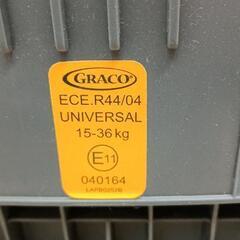 GRACO
ECE.R44/04
UNIVERSAL
15-36 kg
E11
040164